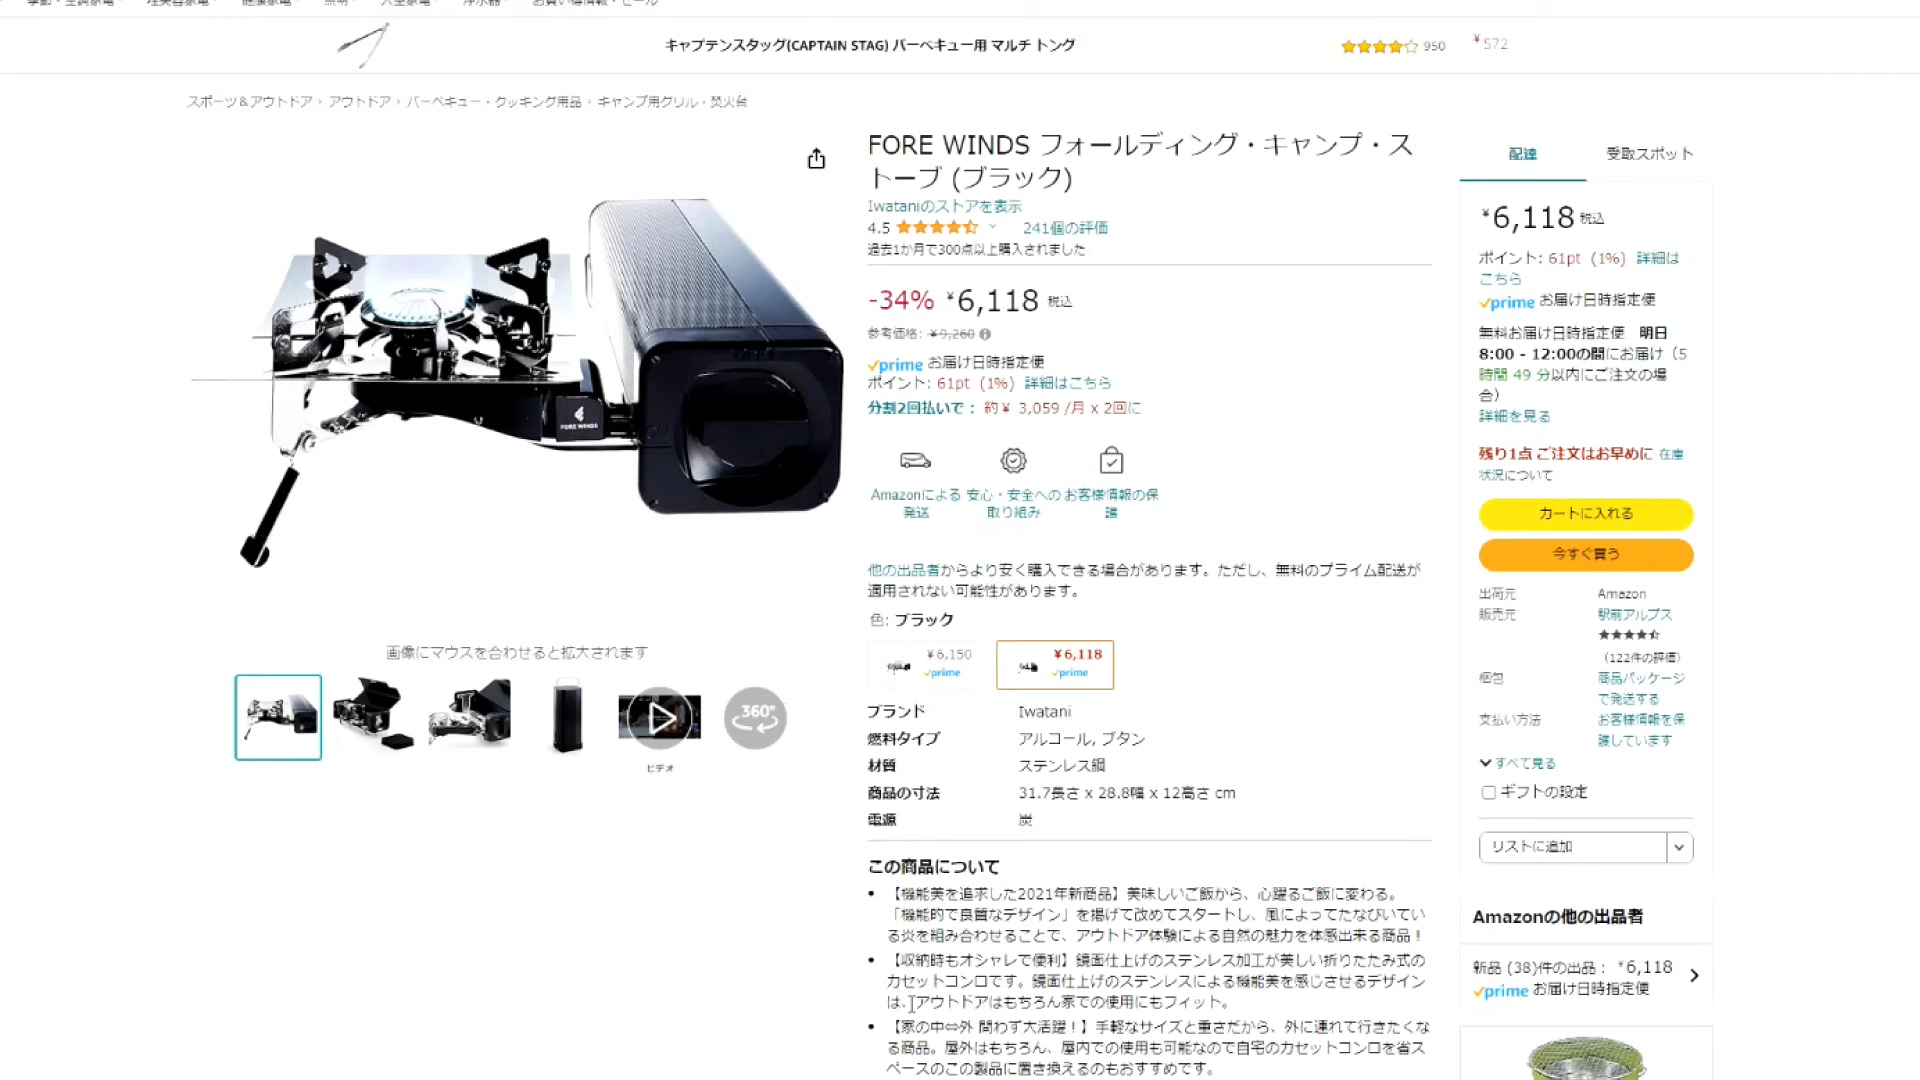 季節・空調家電 理美容家電 健康家電 照明 大型家電 浄水器 お買い得情報・セール
キャプテンスタッグ(CAPTAIN STAG) バーベキュー用 マルチ トング
950
¥572
スポーツ＆アウトドア › アウトドア › バーベキュー・クッキング用品 › キャンプ用グリル・焚火台
FORE WINDS
画像にマウスを合わせると拡大されます
ビデオ
360°
FORE WINDS フォールディング・キャンプ・ス
トーブ (ブラック)
Iwataniのストアを表示
4.5 241個の評価
過去1か月で300点以上購入されました
-34% ¥6,118 税込
参考価格: ¥9,260
prime お届け日時指定便
ポイント: 61pt (1%) 詳細はこちら
分割2回払いで： 約¥ 3,059 /月 x 2回に
Amazonによる
発送
安心・安全への
取り組み
お客様情報の保
護
他の出品者からより安く購入できる場合があります。ただし、無料のプライム配送が
適用されない可能性があります。
色: ブラック
¥6,150
prime
¥6,118
prime
ブランド Iwatani
燃料タイプ アルコール, ブタン
材質 ステンレス鋼
商品の寸法 31.7長さ x 28.8幅 x 12高さ cm
電源 炭
この商品について
• 【機能美を追求した2021年新商品】美味しいご飯から、心躍るご飯に変わる。
「機能的で良質なデザイン」を掲げて改めてスタートし、風によってたなびいてい
る炎を組み合わせることで、アウトドア体験による自然の魅力を体感出来る商品！
• 【収納時もオシャレで便利】鏡面仕上げのステンレス加工が美しい折りたたみ式の
カセットコンロです。鏡面仕上げのステンレスによる機能美を感じさせるデザイン
は、アウトドアはもちろん家での使用にもフィット。
• 【家の中⇔外 問わず大活躍！】手軽なサイズと重さだから、外に連れて行きたくな
る商品。屋外はもちろん、屋内での使用も可能なので自宅のカセットコンロを省ス
ペースのこの製品に置き換えるのもおすすめです。
配達 受取スポット
¥6,118 税込
ポイント: 61pt (1%) 詳細は
こちら
prime お届け日時指定便
無料お届け日時指定便 明日
8:00 - 12:00の間にお届け（5
時間 49 分以内にご注文の場
合）
詳細を見る
残り1点 ご注文はお早めに 在庫
状況について
カートに入れる
今すぐ買う
出荷元 Amazon
販売元 駅前アルプス
（122件の評価）
梱包 商品パッケージ
で発送する
支払い方法 お客様情報を保
護しています
すべて見る
ギフトの設定
リストに追加
Amazonの他の出品者
新品 (38)件の出品： ¥6,118
prime お届け日時指定便